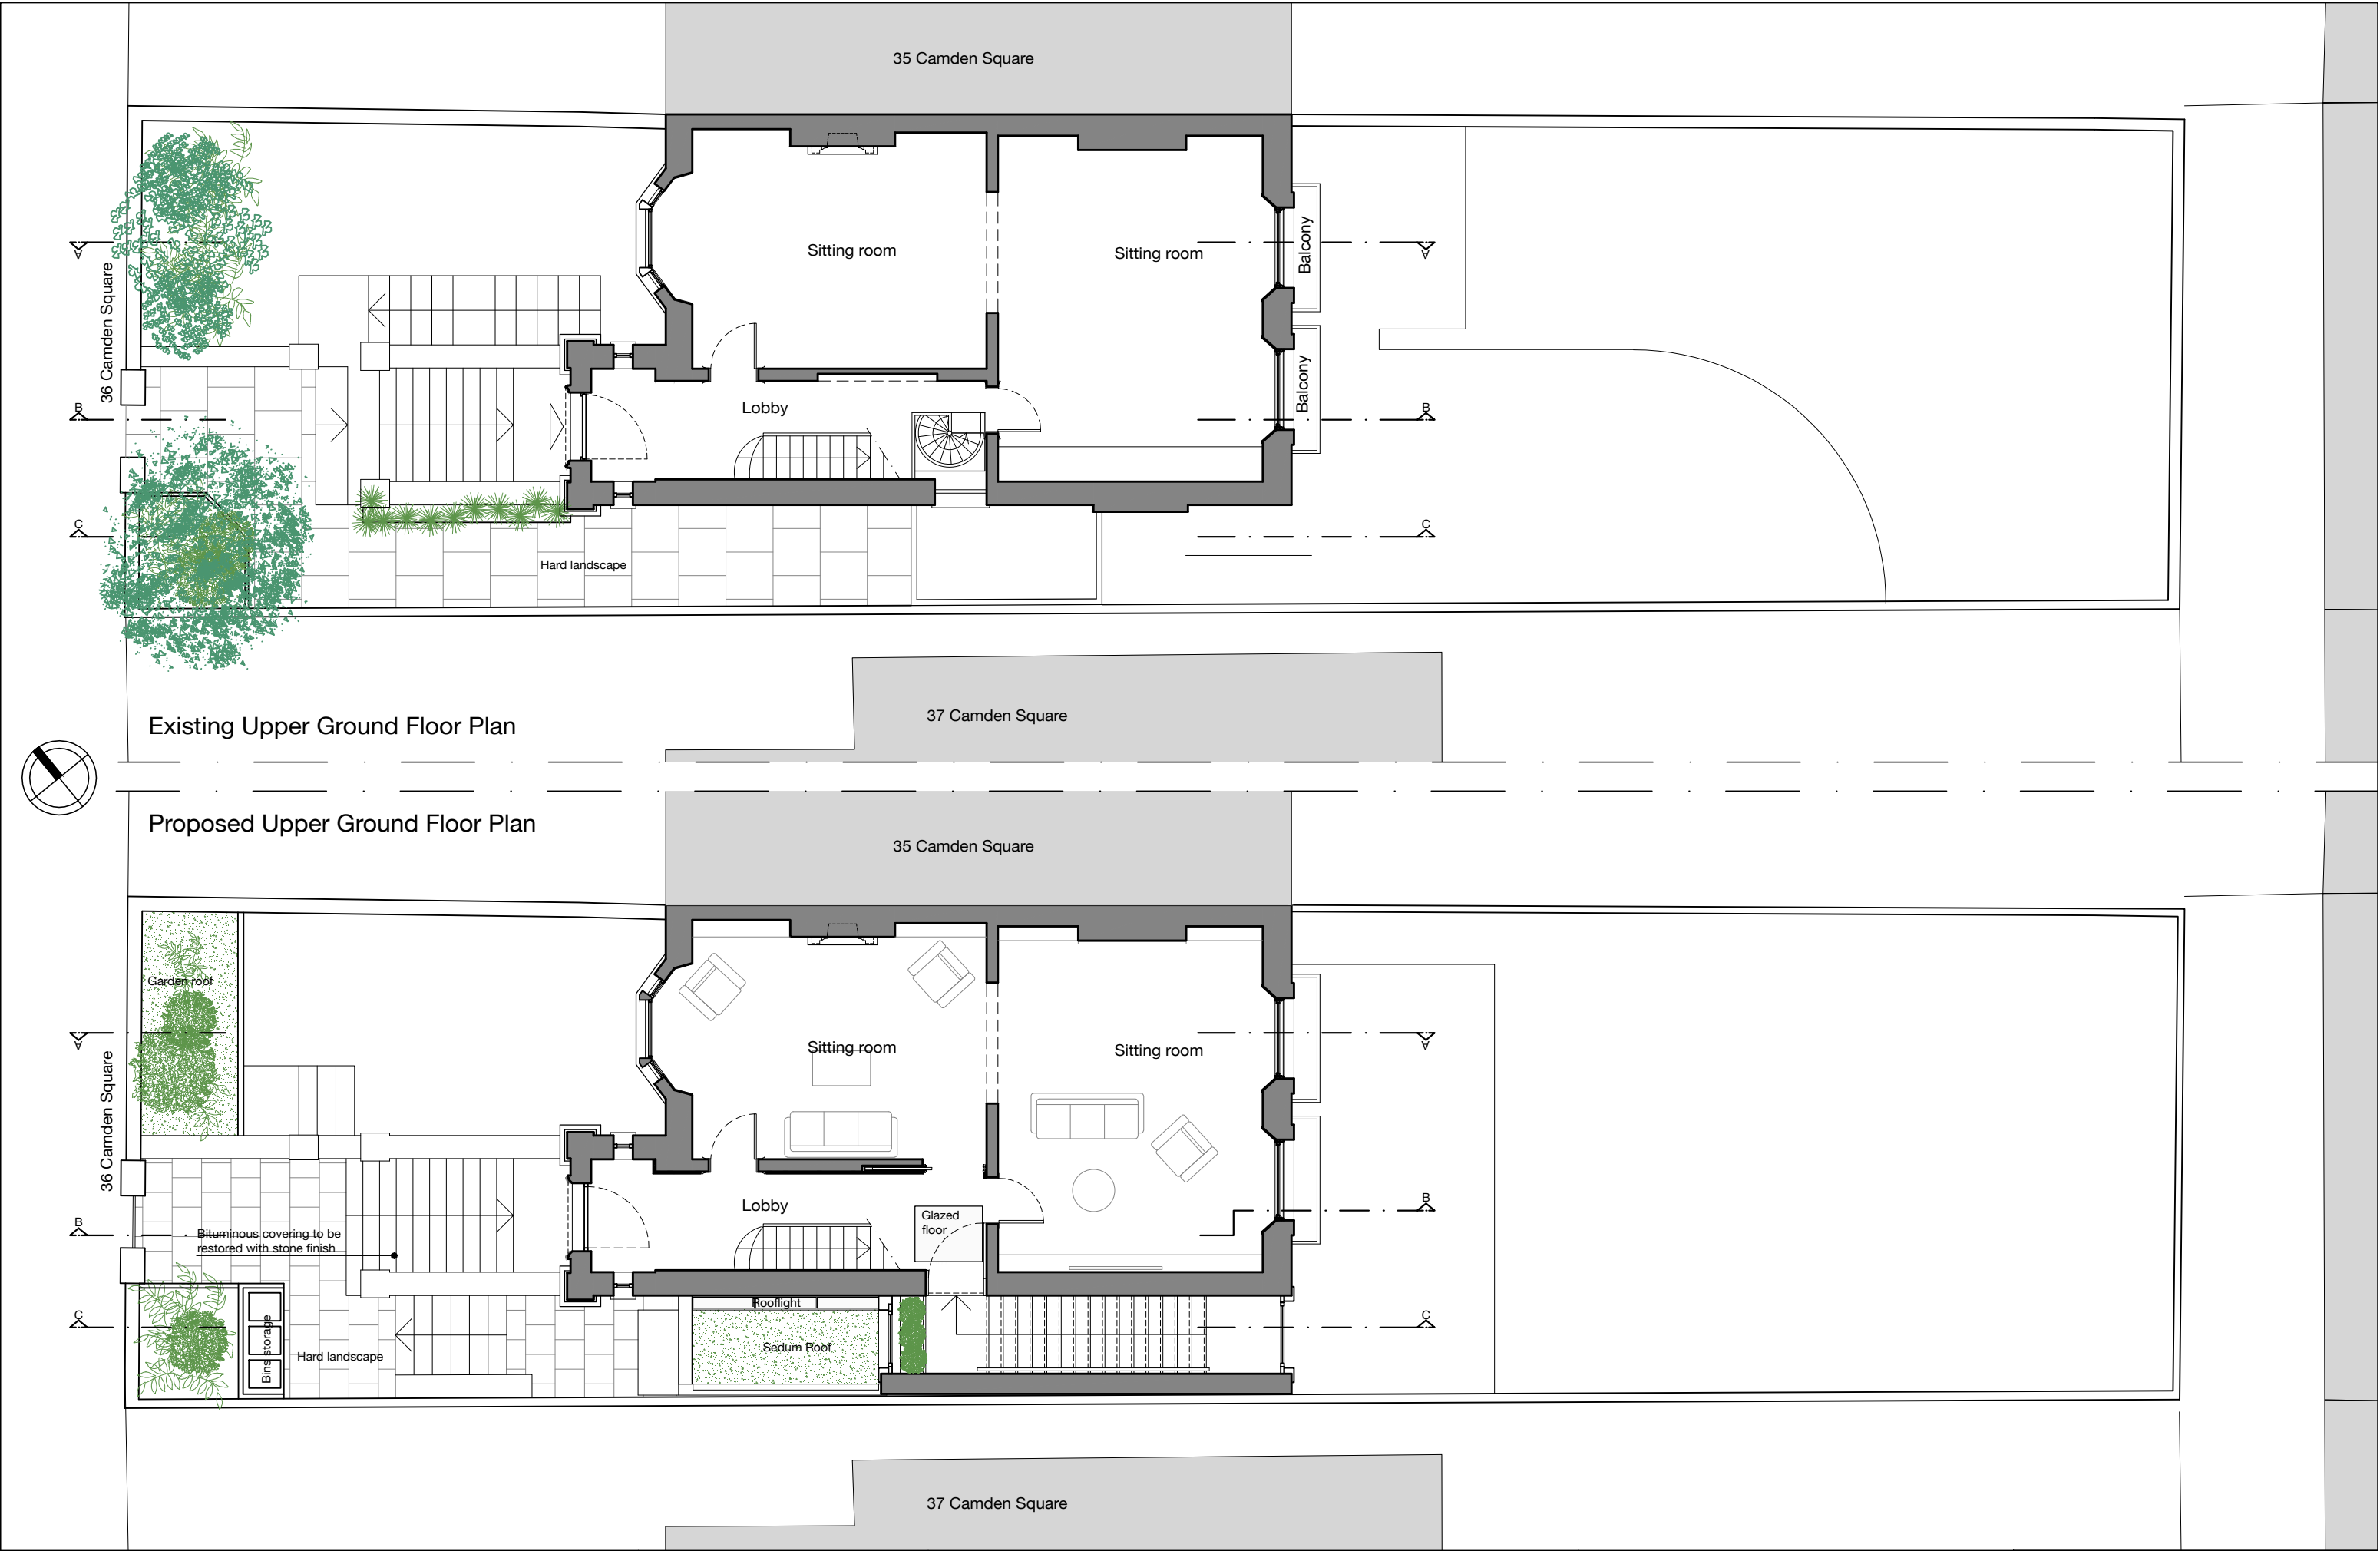 35 Camden Square
36 Camden Square
A
A
Sitting room
Sitting room
Balcony
Balcony
B
B
Lobby
C
C
Hard landscape
Existing Upper Ground Floor Plan
37 Camden Square
Proposed Upper Ground Floor Plan
35 Camden Square
Garden roof
36 Camden Square
A
A
Sitting room
Sitting room
B
B
Lobby
Glazed
floor
Bituminous covering to be
restored with stone finish
C
C
Rooflight
Bins storage
Hard landscape
Sedum Roof
37 Camden Square